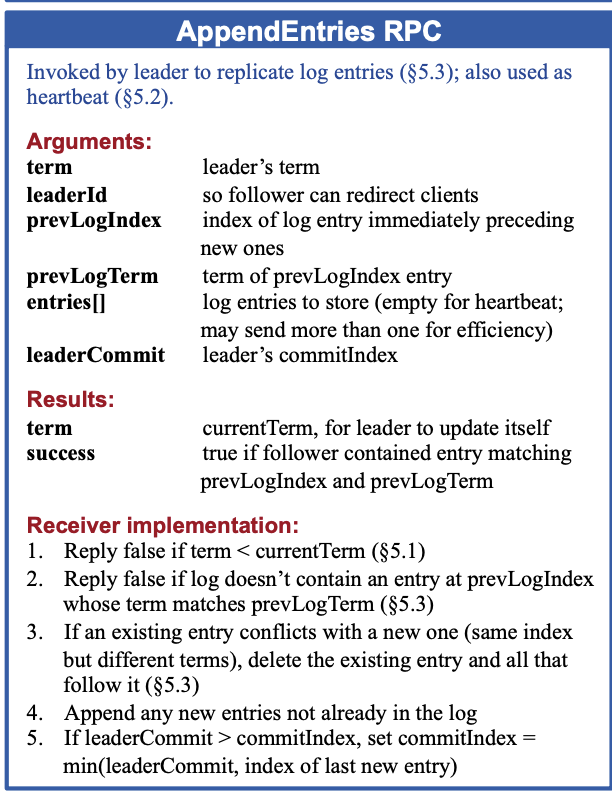 AppendEntries RPC
Invoked by leader to replicate log entries (§5.3); also used as
heartbeat (§5.2).
Arguments:
term leader’s term
leaderId so follower can redirect clients
prevLogIndex index of log entry immediately preceding
new ones
prevLogTerm term of prevLogIndex entry
entries[] log entries to store (empty for heartbeat;
may send more than one for efficiency)
leaderCommit leader’s commitIndex
Results:
term currentTerm, for leader to update itself
success true if follower contained entry matching
prevLogIndex and prevLogTerm
Receiver implementation:
1. Reply false if term < currentTerm (§5.1)
2. Reply false if log doesn’t contain an entry at prevLogIndex
whose term matches prevLogTerm (§5.3)
3. If an existing entry conflicts with a new one (same index
but different terms), delete the existing entry and all that
follow it (§5.3)
4. Append any new entries not already in the log
5. If leaderCommit > commitIndex, set commitIndex =
min(leaderCommit, index of last new entry)